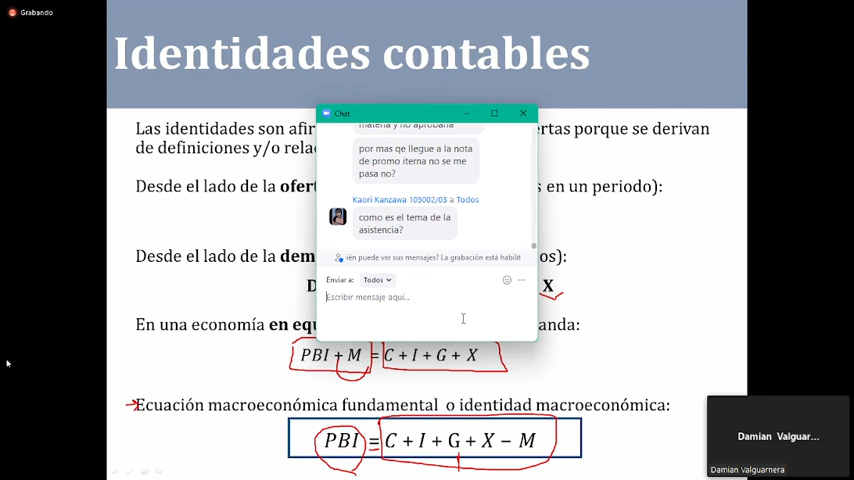 Grabando
Identidades contables
Chat
materia y no aprobaria
Las identidades son afir
ertas porque se derivan
de definiciones y/o rela
por mas qe llegue a la nota
de promo iterna no se me
pasa no?
Desde el lado de la ofert
s en un periodo):
Kaori Kanzawa 105002/03 a Todos
como es el tema de la
asistencia?
Desde el lado de la dem
os):
ién puede ver sus mensajes? La grabación está habilit
Enviar a: Todos
D
X
Escribir mensaje aquí...
En una economía en equ
anda:
PBI + M = C + I + G + X
Ecuación macroeconómica fundamental o identidad macroeconómica:
PBI = C + I + G + X − M
Damian Valguar...
Damian Valguarnera